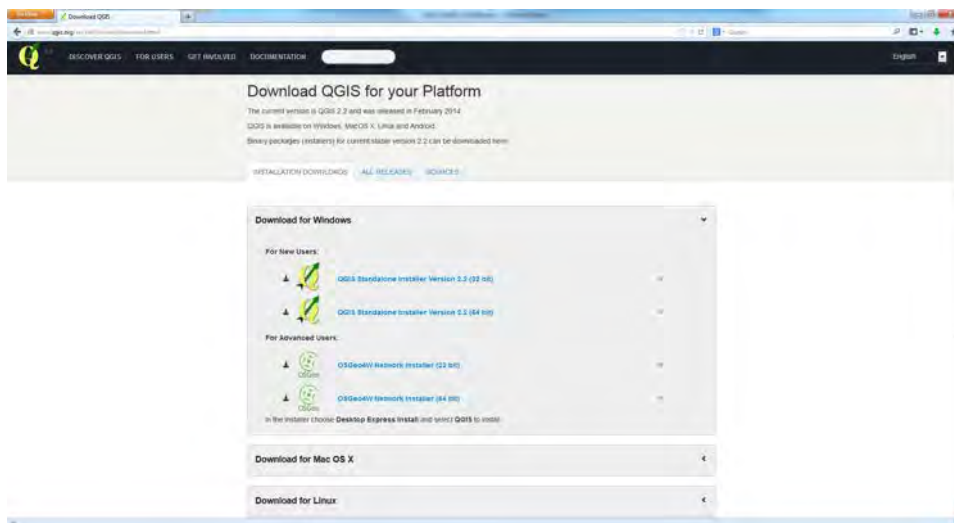 Download QGIS
DISCOVER QGIS FOR USERS GET INVOLVED DOCUMENTATION
English
Download QGIS for your Platform
The current version is QGIS 2.2 and was released in February 2014.
QGIS is available on Windows, MacOS X, Linux and Android.
Binary packages (installers) for current stable version 2.2 can be downloaded here.
INSTALLATION DOWNLOADS ALL RELEASES SOURCES
Download for Windows
For New Users:
QGIS Standalone Installer Version 2.2 (32 bit)
QGIS Standalone Installer Version 2.2 (64 bit)
For Advanced Users:
OSGeo4W Network Installer (32 bit)
OSGeo
OSGeo4W Network Installer (64 bit)
OSGeo
In the installer choose Desktop Express Install and select QGIS to install
Download for Mac OS X
Download for Linux